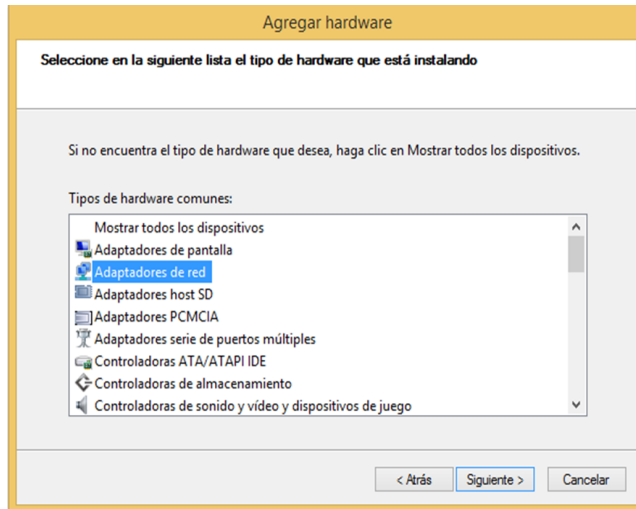 Agregar hardware
Seleccione en la siguiente lista el tipo de hardware que está instalando
Si no encuentra el tipo de hardware que desea, haga clic en Mostrar todos los dispositivos.
Tipos de hardware comunes:
Mostrar todos los dispositivos
Adaptadores de pantalla
Adaptadores de red
Adaptadores host SD
Adaptadores PCMCIA
Adaptadores serie de puertos múltiples
Controladoras ATA/ATAPI IDE
Controladoras de almacenamiento
Controladoras de sonido y vídeo y dispositivos de juego
< Atrás Siguiente > Cancelar